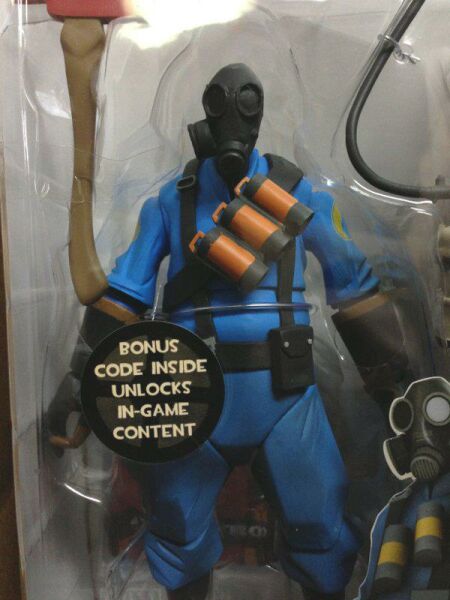 BONUS
CODE INSIDE
UNLOCKS
IN-GAME
CONTENT